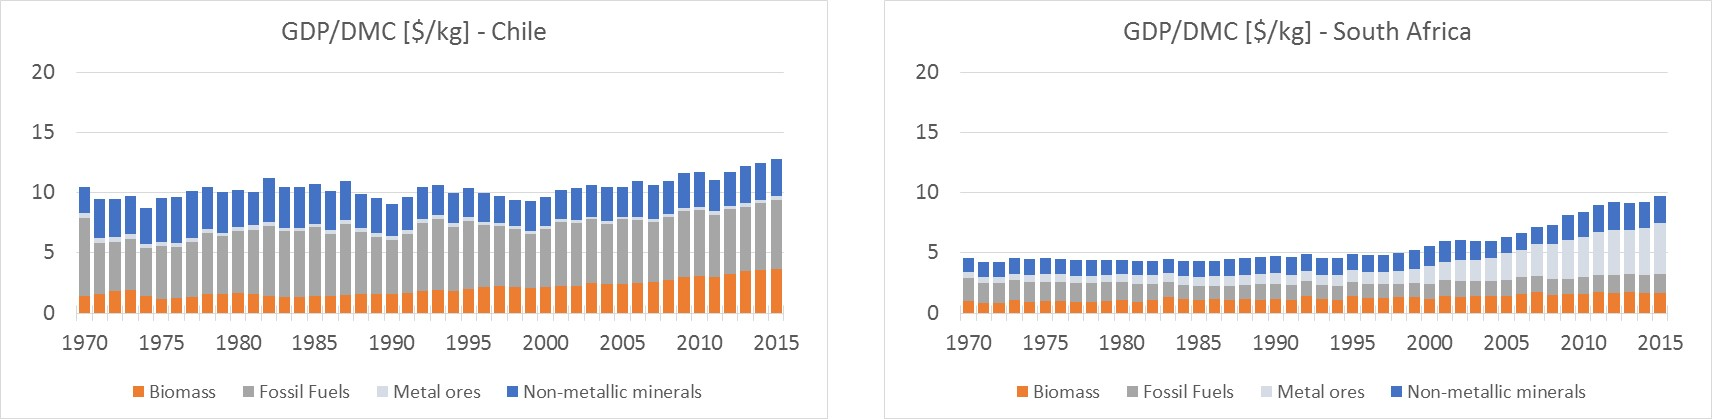 GDP/DMC [$/kg] - Chile
20
15
10
5
0
1970 1975 1980 1985 1990 1995 2000 2005 2010 2015
Biomass Fossil Fuels Metal ores Non-metallic minerals
GDP/DMC [$/kg] - South Africa
20
15
10
5
0
1970 1975 1980 1985 1990 1995 2000 2005 2010 2015
Biomass Fossil Fuels Metal ores Non-metallic minerals